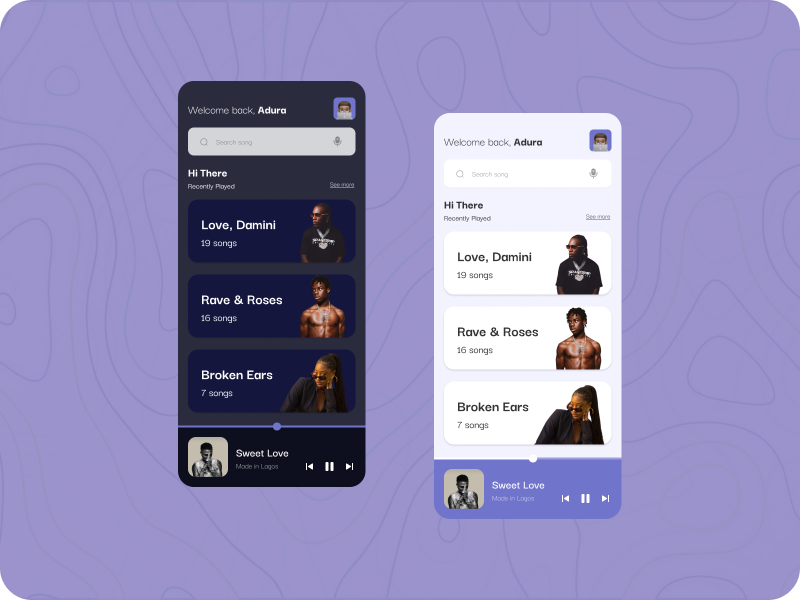 Welcome back, Adura
Search song
Hi There
Recently Played
See more
Love, Damini
19 songs
Rave & Roses
16 songs
Broken Ears
7 songs
Sweet Love
Made in Lagos
Welcome back, Adura
Search song
Hi There
Recently Played
See more
Love, Damini
19 songs
Rave & Roses
16 songs
Broken Ears
7 songs
Sweet Love
Made in Lagos